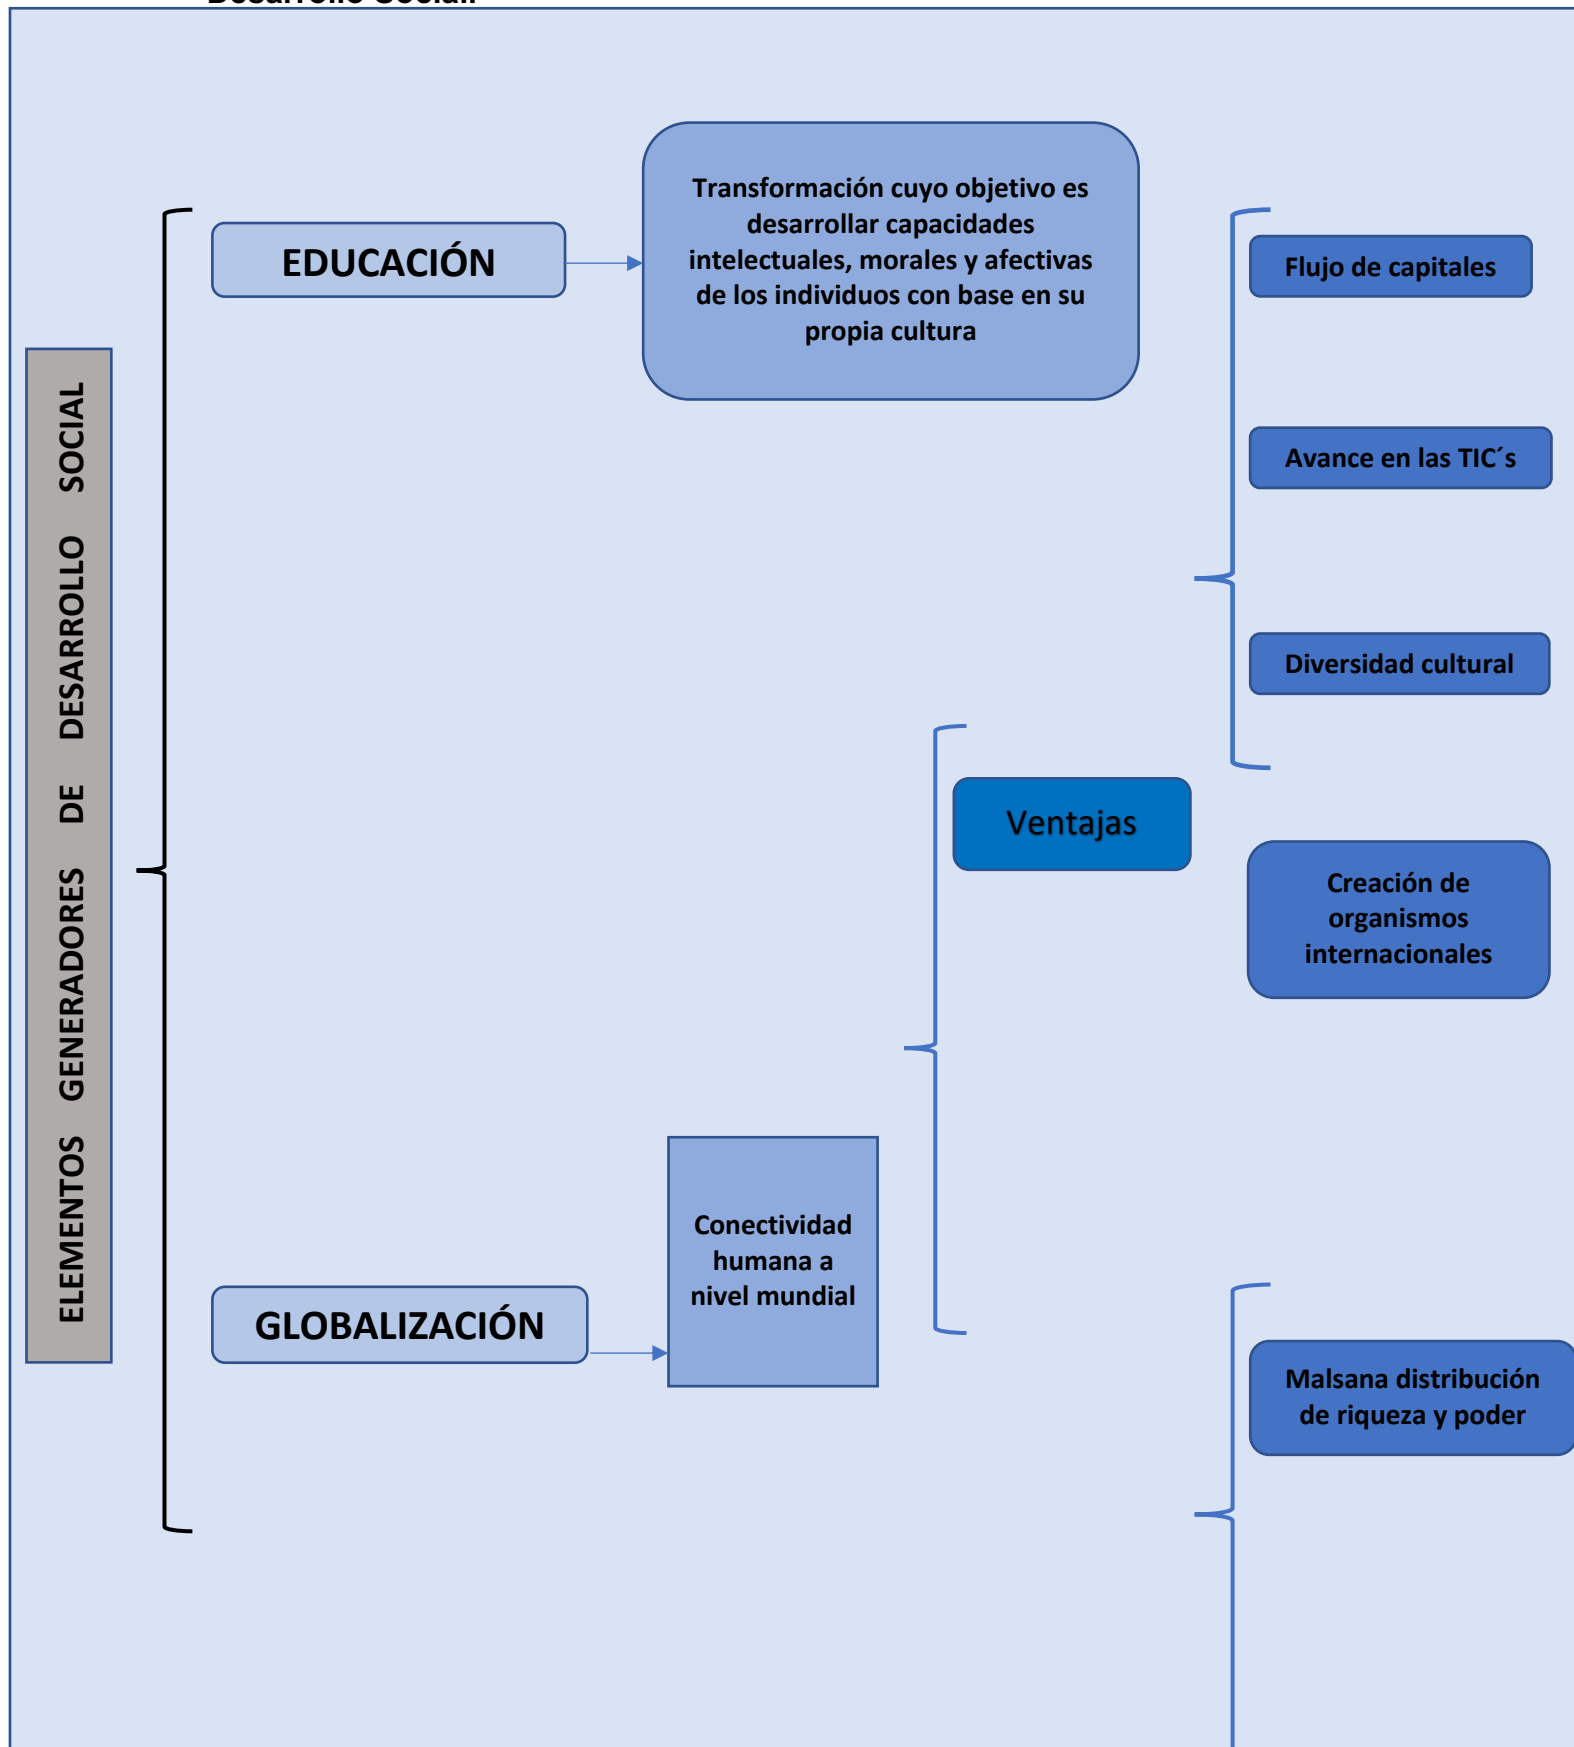 Desarrollo Social.
ELEMENTOS GENERADORES DE DESARROLLO SOCIAL
EDUCACIÓN
Transformación cuyo objetivo es
desarrollar capacidades
intelectuales, morales y afectivas
de los individuos con base en su
propia cultura
GLOBALIZACIÓN
Conectividad
humana a
nivel mundial
Ventajas
Flujo de capitales
Avance en las TIC´s
Diversidad cultural
Creación de
organismos
internacionales
Malsana distribución
de riqueza y poder